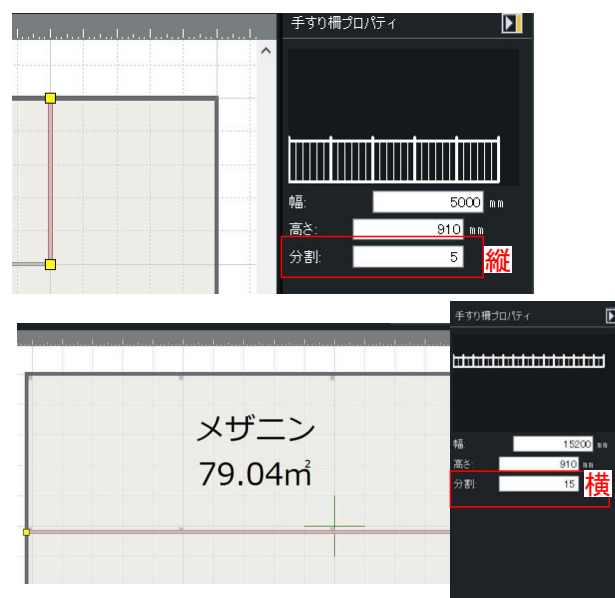 手すり柵プロパティ
幅: 5000 mm
高さ: 910 mm
分割: 5
縦
手すり柵プロパティ
メザニン
79.04㎡
幅: 15200 mm
高さ: 910 mm
分割: 15
横